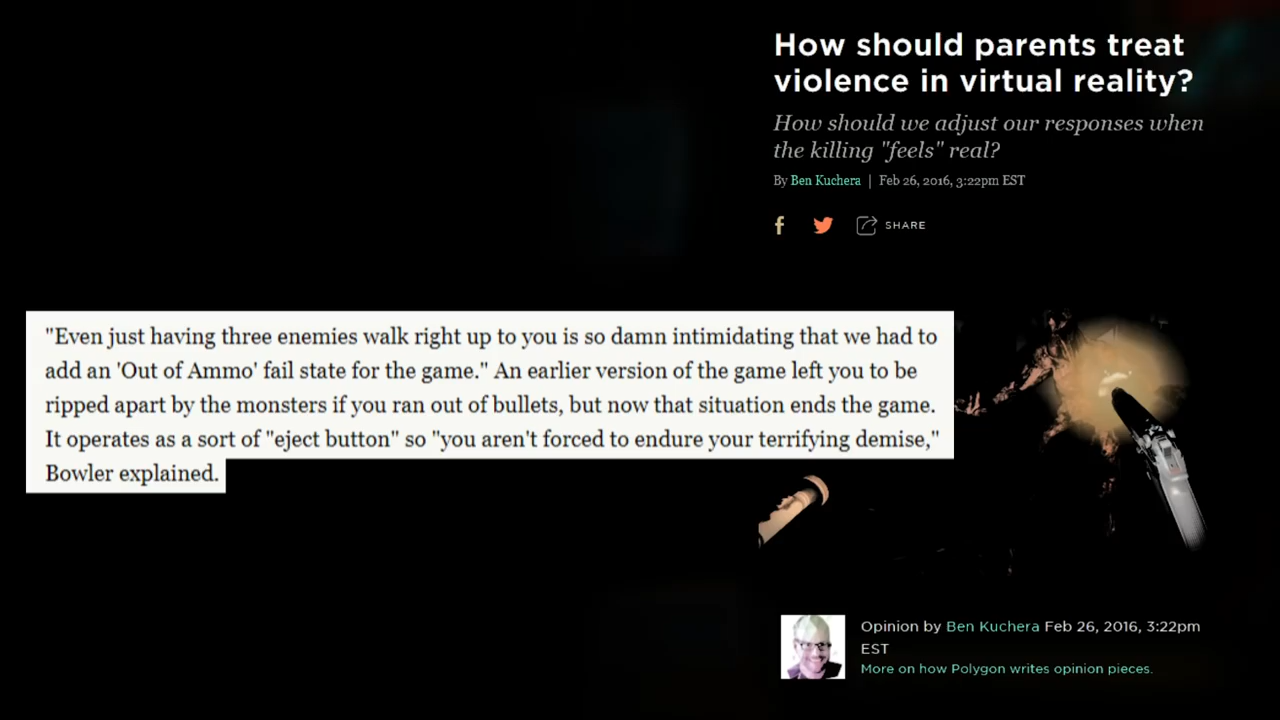 How should parents treat
violence in virtual reality?
How should we adjust our responses when
the killing "feels" real?
By Ben Kuchera | Feb 26, 2016, 3:22pm EST
SHARE
"Even just having three enemies walk right up to you is so damn intimidating that we had to
add an 'Out of Ammo' fail state for the game." An earlier version of the game left you to be
ripped apart by the monsters if you ran out of bullets, but now that situation ends the game.
It operates as a sort of "eject button" so "you aren't forced to endure your terrifying demise,"
Bowler explained.
Opinion by Ben Kuchera Feb 26, 2016, 3:22pm
EST
More on how Polygon writes opinion pieces.